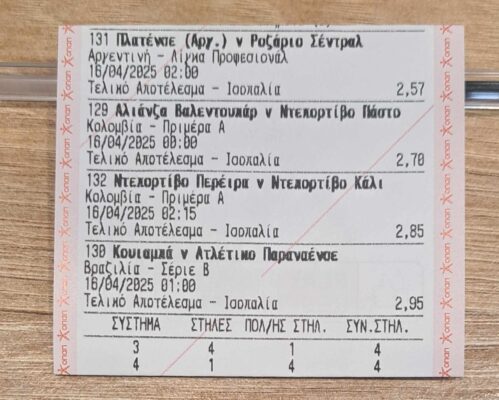 131 Πλατένσε (Αργ.) ν Ροζάριο Σέντραλ
Αργεντινή - Λίγκα Προφεσιονάλ
16/04/2025 02:00
Τελικό Αποτέλεσμα - Ισοπαλία 2,57
129 Αλιάνζα Βαλεντουπάρ ν Ντεπορτίβο Πάστο
Κολομβία - Πριμέρα Α
16/04/2025 00:00
Τελικό Αποτέλεσμα - Ισοπαλία 2,70
132 Ντεπορτίβο Περέιρα ν Ντεπορτίβο Κάλι
Κολομβία - Πριμέρα Α
16/04/2025 02:15
Τελικό Αποτέλεσμα - Ισοπαλία 2,85
130 Κουιαμπά ν Ατλέτικο Παραναένσε
Βραζιλία - Σέριε Β
16/04/2025 01:00
Τελικό Αποτέλεσμα - Ισοπαλία 2,95
ΣΥΣΤΗΜΑ ΣΤΗΛΕΣ ΠΟΛ/ΗΣ ΣΤΗΛ. ΣΥΝ.ΣΤΗΛ.
3 4 1 4
4 1 4 4